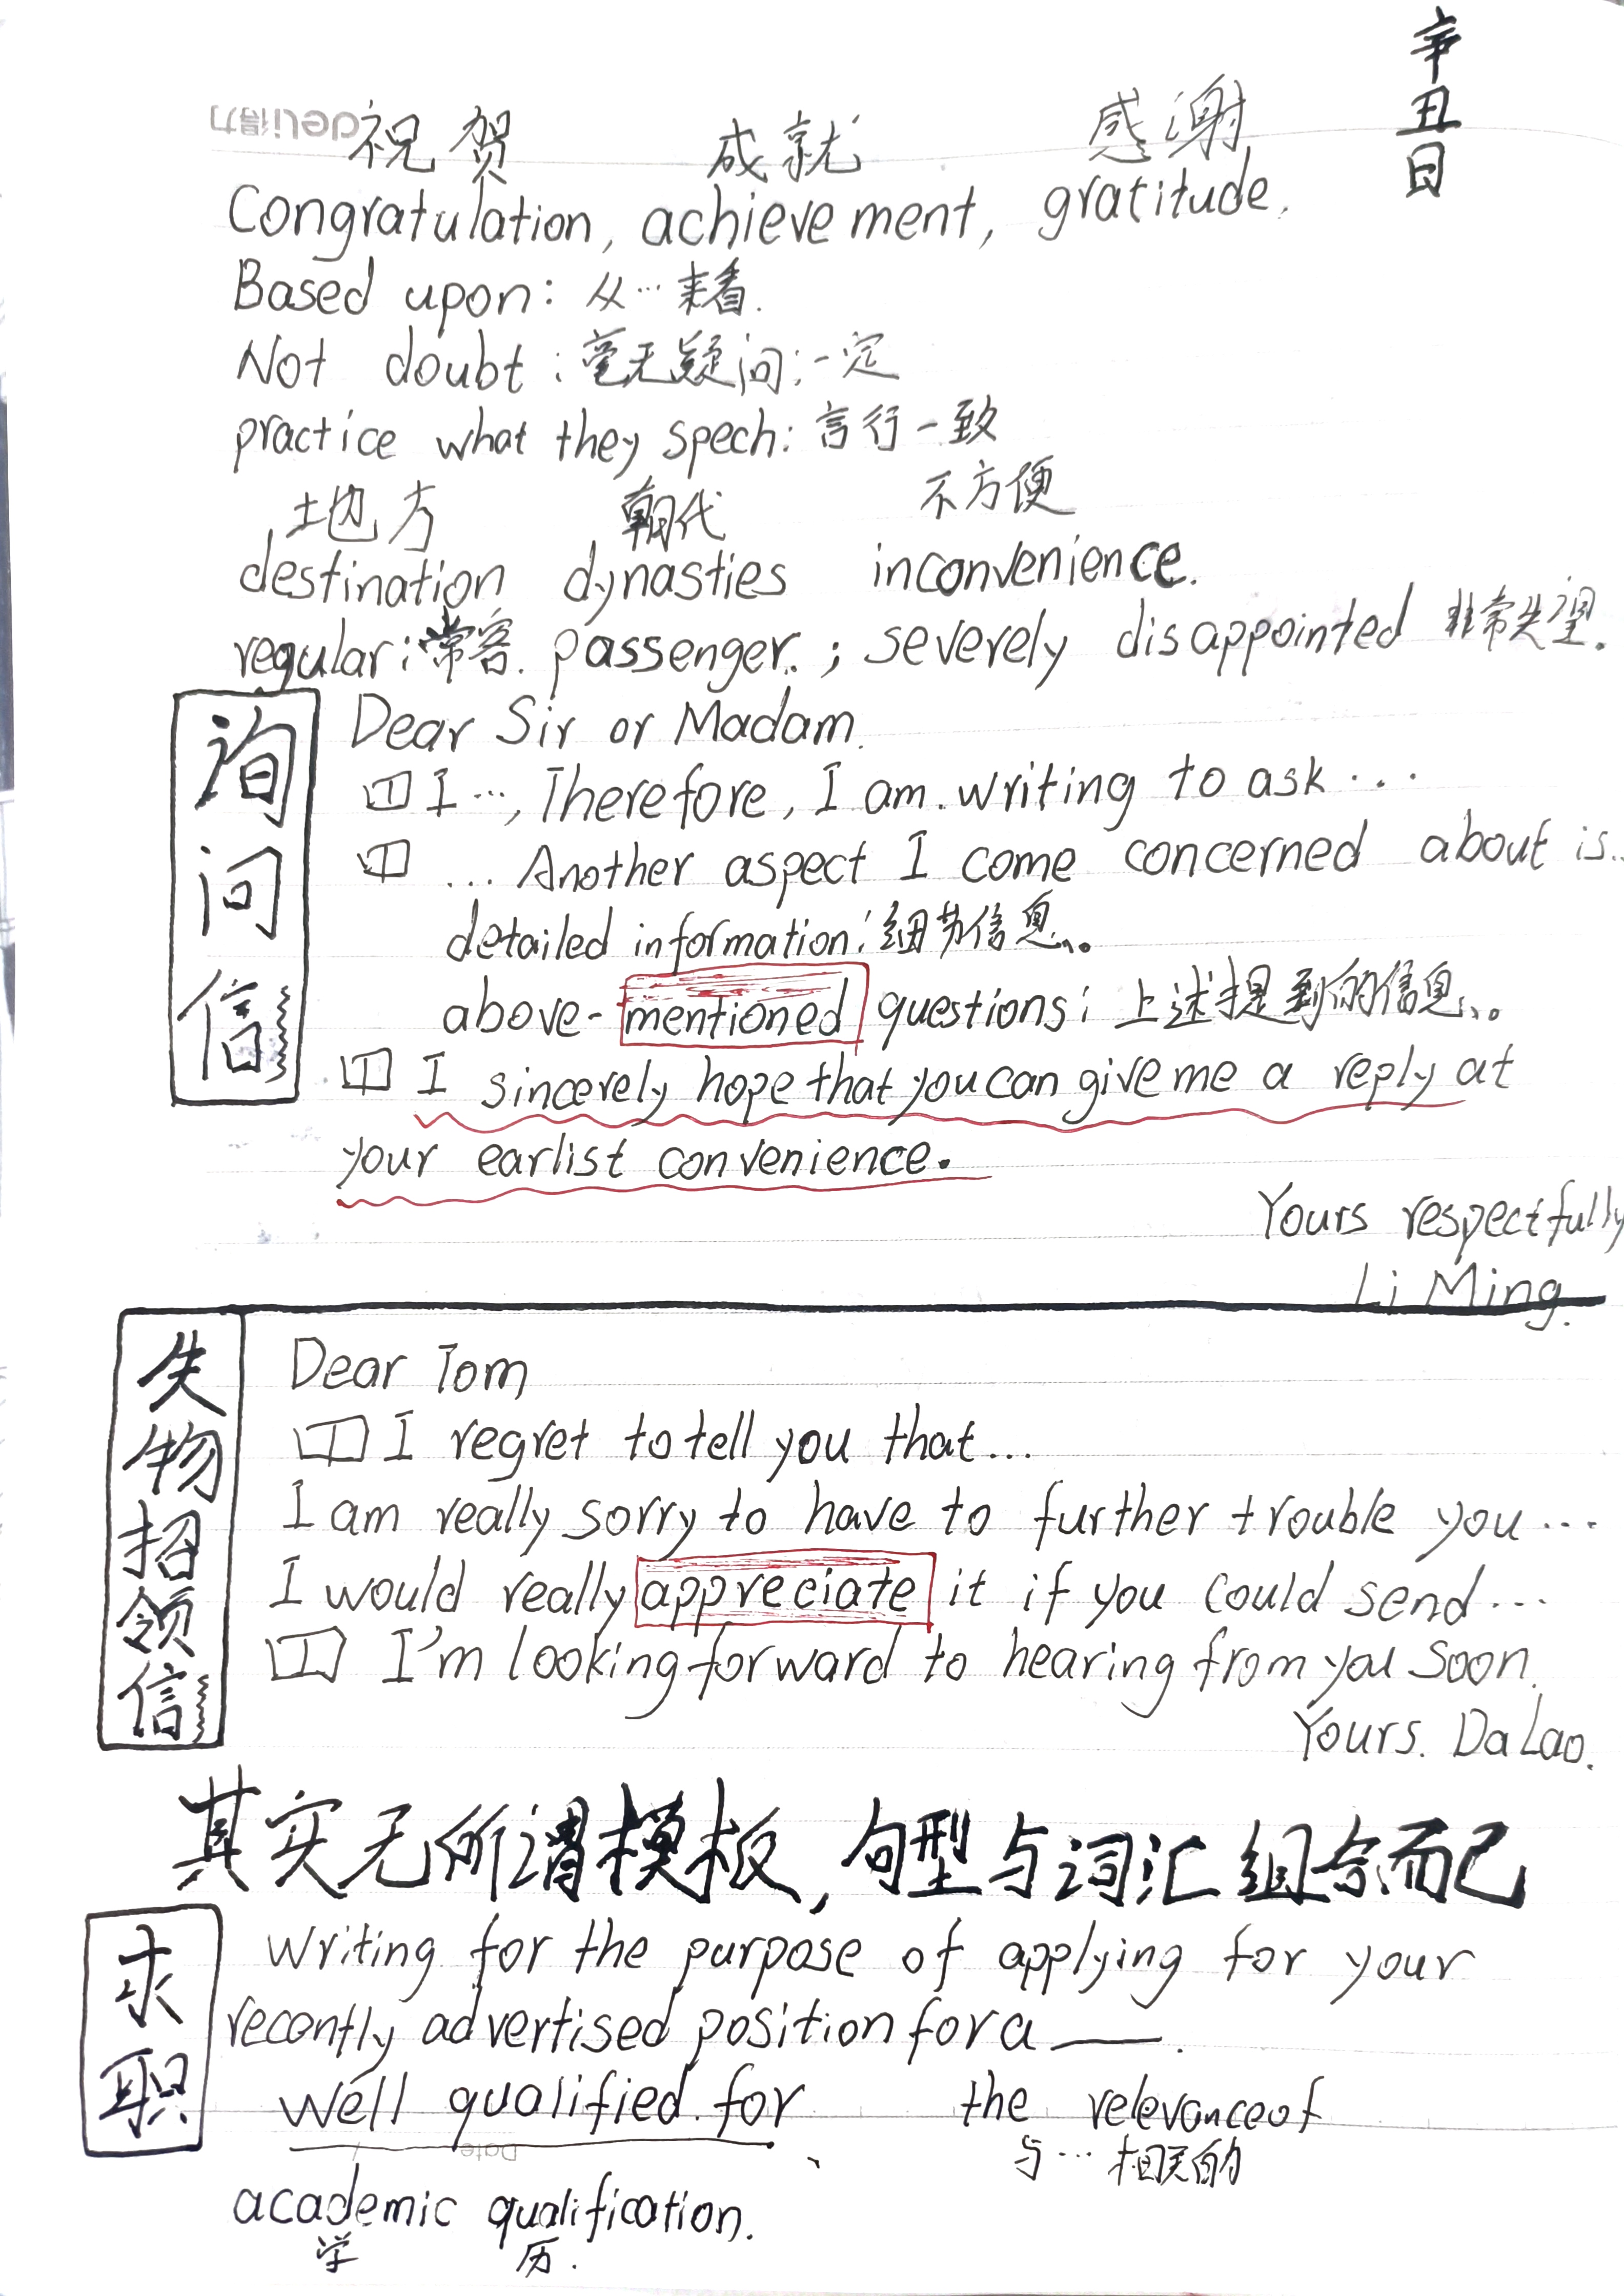 辛丑日
deli得力
祝贺 成就 感谢
Congratulation, achievement, gratitude.
Based upon: 从…来看.
Not doubt: 毫无疑问; 一定
practice what they spech: 言行一致
地方 朝代 不方便
destination dynasties inconvenience.
regular: 常客. passenger.; severely disappointed 非常失望.
询问信
Dear Sir or Madam.
I …, Therefore, I am. writing to ask …
… Another aspect I come concerned about is..
detailed information: 细节信息、。
above-mentioned questions: 上述提到的信息、。
I sincerely hope that you can give me a reply at
your earlist convenience.
Yours respectfully
Li Ming.
失物招领信
Dear Tom
I regret to tell you that…
I am really sorry to have to further trouble you …
I would really appreciate it if you could send …
I'm looking forward to hearing from you soon.
Yours. Da Lao.
其实无所谓模板,句型与词汇组合而已
求职
Writing for the purpose of applying for your
recently advertised position for a ——.
Well qualified for、 the relevance of
Date
与…相关的
academic qualification.
学 历.